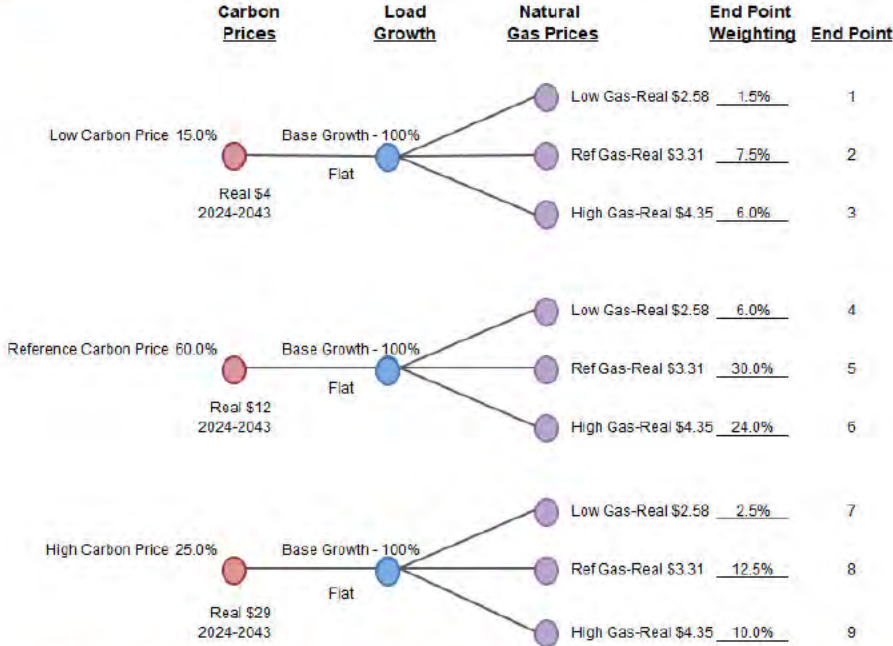 Carbon Prices
Load Growth
Natural Gas Prices
End Point Weighting
End Point
Low Carbon Price 15.0%
Real $4
2024-2043
Base Growth - 100%
Flat
Low Gas-Real $2.58 1.5% 1
Ref Gas-Real $3.31 7.5% 2
High Gas-Real $4.35 6.0% 3
Reference Carbon Price 60.0%
Real $12
2024-2043
Base Growth - 100%
Flat
Low Gas-Real $2.58 6.0% 4
Ref Gas-Real $3.31 30.0% 5
High Gas-Real $4.35 24.0% 6
High Carbon Price 25.0%
Real $29
2024-2043
Base Growth - 100%
Flat
Low Gas-Real $2.58 2.5% 7
Ref Gas-Real $3.31 12.5% 8
High Gas-Real $4.35 10.0% 9